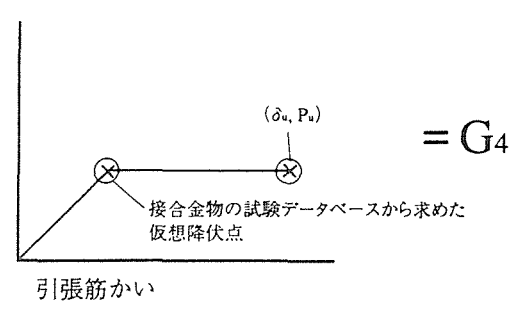 (δu, Pu)
= G4
接合金物の試験データベースから求めた
仮想降伏点
引張筋かい